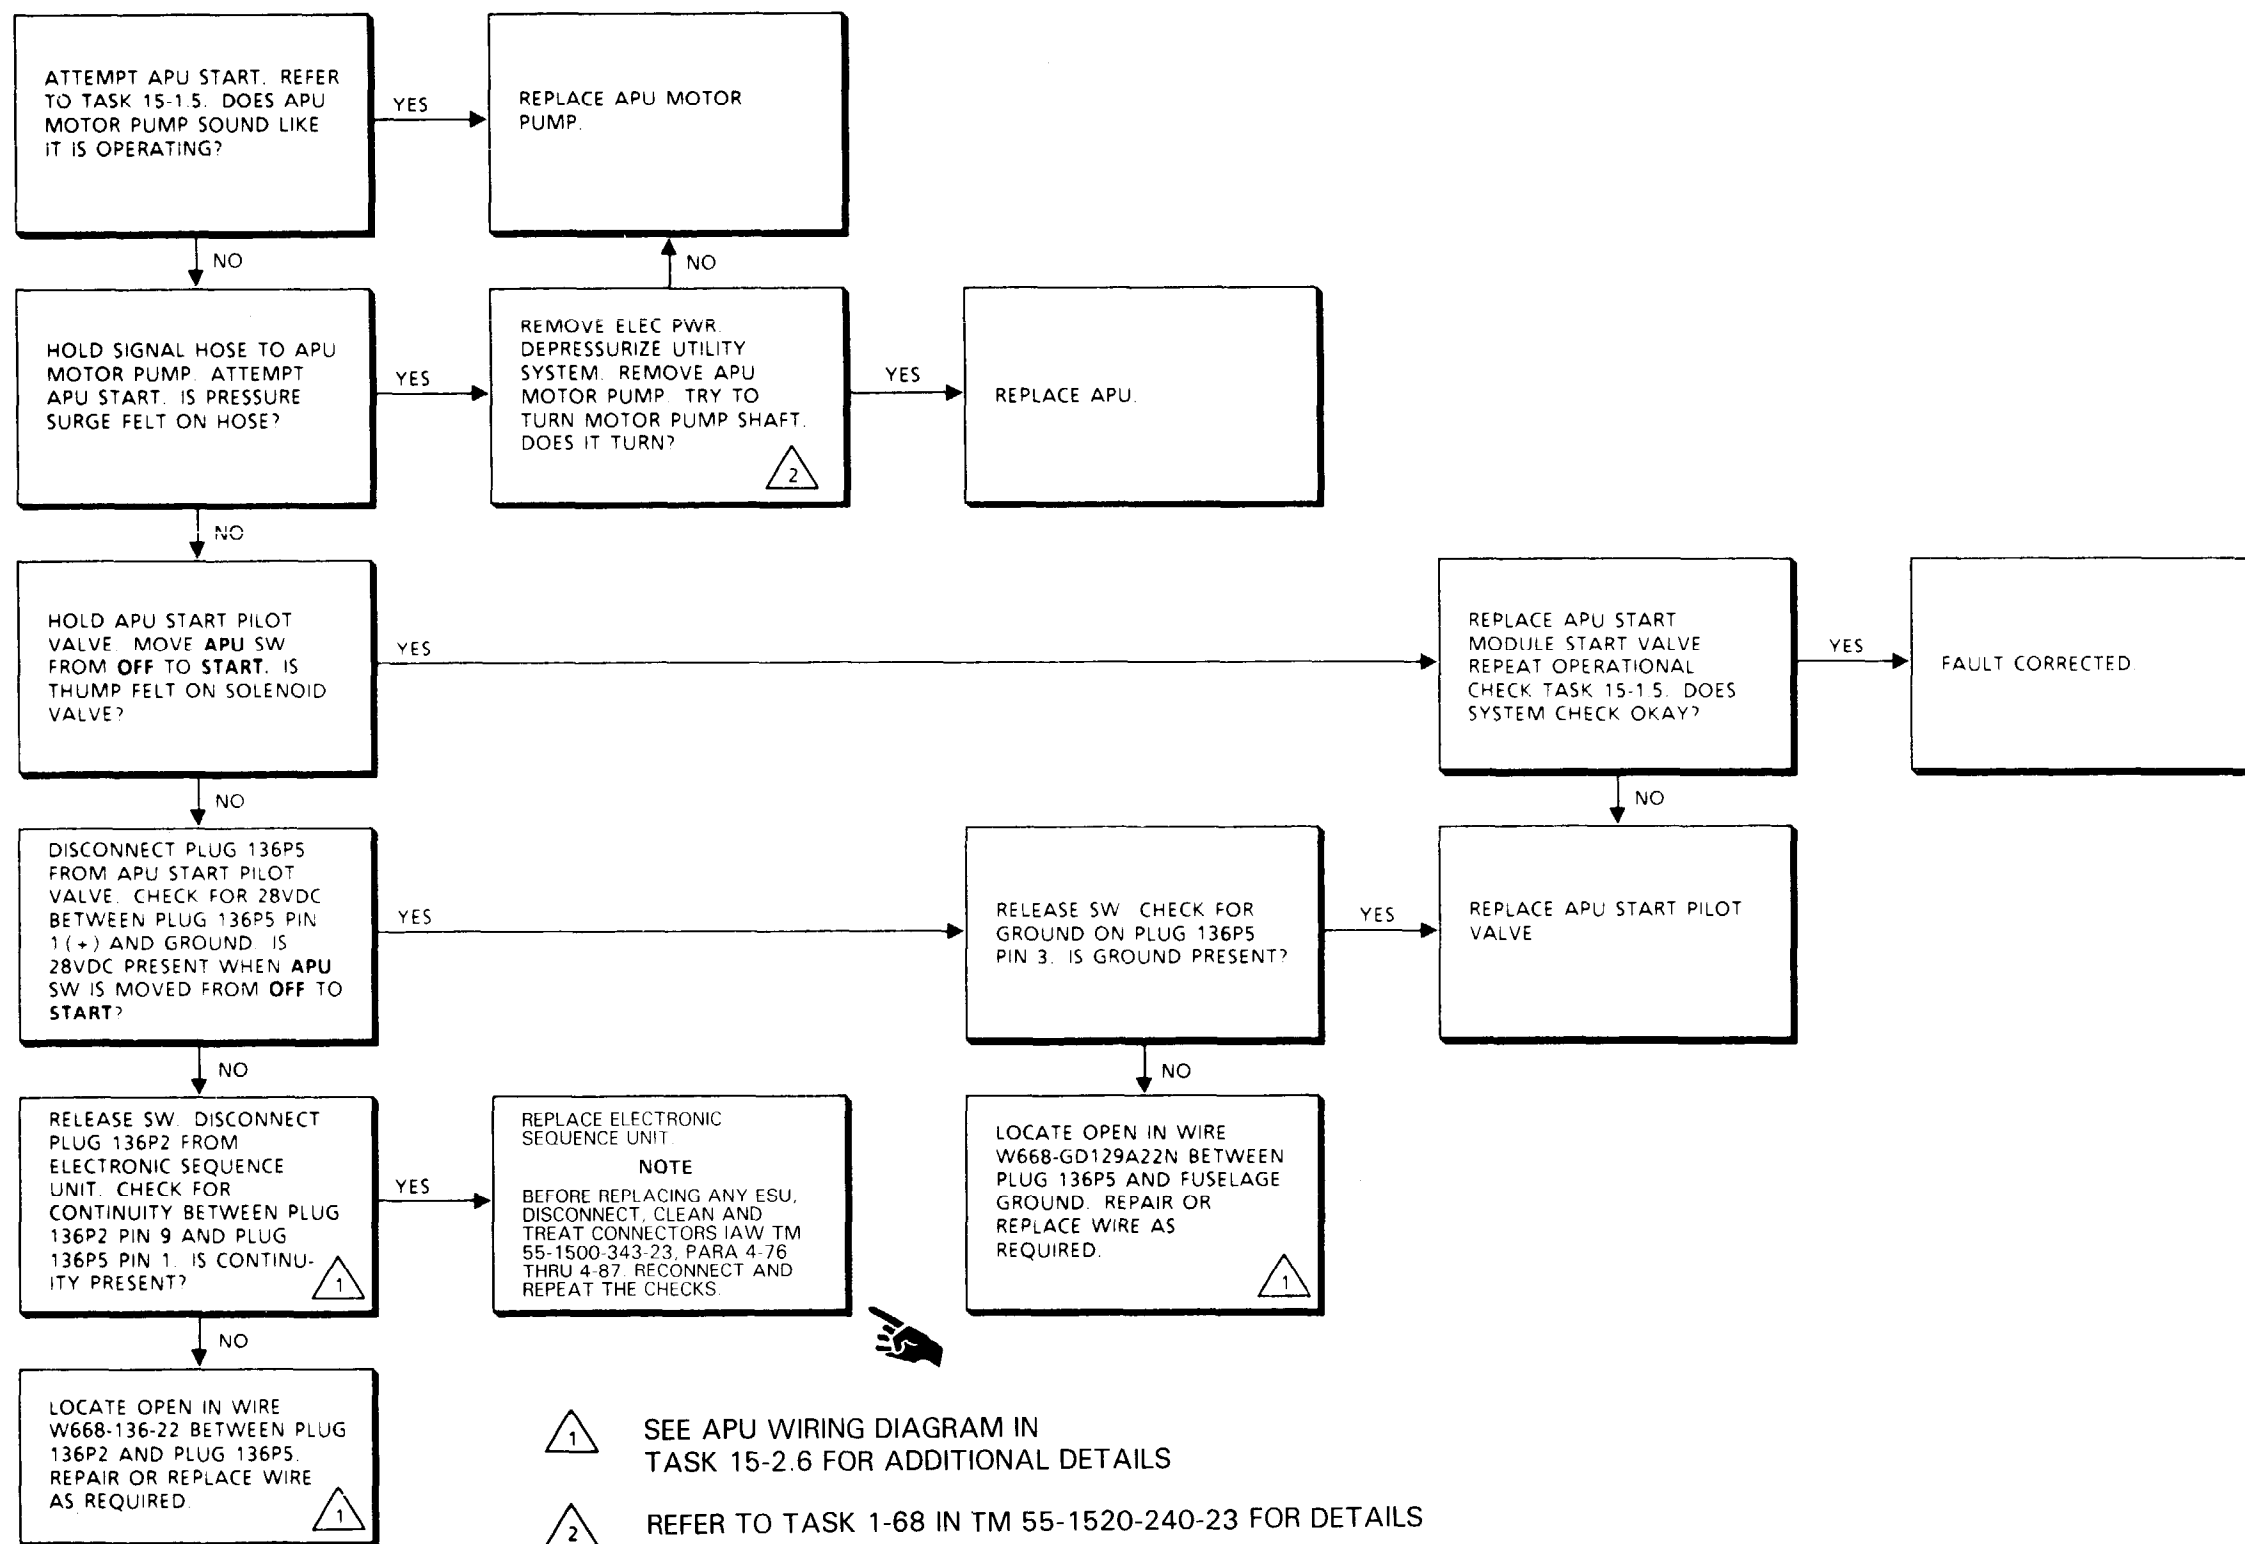 ATTEMPT APU START. REFER
TO TASK 15-1.5. DOES APU
MOTOR PUMP SOUND LIKE
IT IS OPERATING?
YES
REPLACE APU MOTOR
PUMP.
NO
NO
HOLD SIGNAL HOSE TO APU
MOTOR PUMP. ATTEMPT
APU START. IS PRESSURE
SURGE FELT ON HOSE?
YES
REMOVE ELEC PWR.
DEPRESSURIZE UTILITY
SYSTEM. REMOVE APU
MOTOR PUMP. TRY TO
TURN MOTOR PUMP SHAFT.
DOES IT TURN?
2
YES
REPLACE APU.
NO
HOLD APU START PILOT
VALVE. MOVE APU SW
FROM OFF TO START. IS
THUMP FELT ON SOLENOID
VALVE?
YES
REPLACE APU START
MODULE START VALVE
REPEAT OPERATIONAL
CHECK TASK 15-1.5. DOES
SYSTEM CHECK OKAY?
YES
FAULT CORRECTED.
NO
NO
DISCONNECT PLUG 136P5
FROM APU START PILOT
VALVE. CHECK FOR 28VDC
BETWEEN PLUG 136P5 PIN
1 (+) AND GROUND. IS
28VDC PRESENT WHEN APU
SW IS MOVED FROM OFF TO
START?
YES
RELEASE SW CHECK FOR
GROUND ON PLUG 136P5
PIN 3. IS GROUND PRESENT?
YES
REPLACE APU START PILOT
VALVE
NO
NO
RELEASE SW. DISCONNECT
PLUG 136P2 FROM
ELECTRONIC SEQUENCE
UNIT. CHECK FOR
CONTINUITY BETWEEN PLUG
136P2 PIN 9 AND PLUG
136P5 PIN 1. IS CONTINU-
ITY PRESENT?
1
YES
REPLACE ELECTRONIC
SEQUENCE UNIT.
NOTE
BEFORE REPLACING ANY ESU,
DISCONNECT, CLEAN AND
TREAT CONNECTORS IAW TM
55-1500-343-23, PARA 4-76
THRU 4-87. RECONNECT AND
REPEAT THE CHECKS.
LOCATE OPEN IN WIRE
W668-GD129A22N BETWEEN
PLUG 136P5 AND FUSELAGE
GROUND. REPAIR OR
REPLACE WIRE AS
REQUIRED.
1
NO
LOCATE OPEN IN WIRE
W668-136-22 BETWEEN PLUG
136P2 AND PLUG 136P5.
REPAIR OR REPLACE WIRE
AS REQUIRED.
1
1 SEE APU WIRING DIAGRAM IN
TASK 15-2.6 FOR ADDITIONAL DETAILS
2 REFER TO TASK 1-68 IN TM 55-1520-240-23 FOR DETAILS